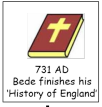 731 AD
Bede finishes his
'History of England'